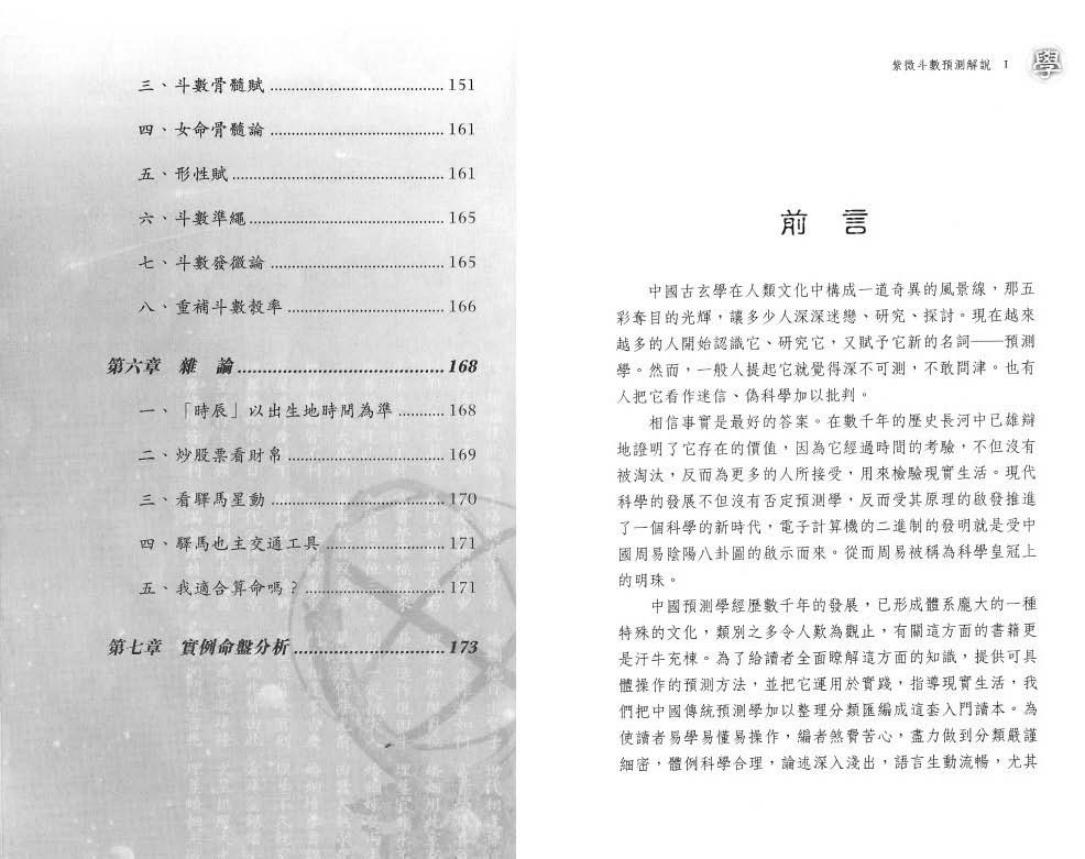 三、斗數骨髓賦 ........................................ 151
四、女命骨髓論 ........................................ 161
五、形性賦 ........................................ 161
六、斗數準繩 ........................................ 165
七、斗數發微論 ........................................ 165
八、重補斗數彀率 ........................................ 166
第六章 雜 論 ........................................ 168
一、「時辰」以出生地時間為準 ........... 168
二、炒股票看財帛 ........................................ 169
三、看驛馬星動 ........................................ 170
四、驛馬也主交通工具 ........................... 171
五、我適合算命嗎? ................................ 171
第七章 實例命盤分析 ................................ 173
紫微斗數預測解說 I
學
前 言
中國古玄學在人類文化中構成一道奇異的風景線,那五
彩奪目的光輝,讓多少人深深迷戀、研究、探討。現在越來
越多的人開始認識它、研究它,又賦予它新的名詞——預測
學。然而,一般人提起它就覺得深不可測,不敢問津。也有
人把它看作迷信、偽科學加以批判。
相信事實是最好的答案。在數千年的歷史長河中已雄辯
地證明了它存在的價值,因為它經過時間的考驗,不但沒有
被淘汰,反而為更多的人所接受,用來檢驗現實生活。現代
科學的發展不但沒有否定預測學,反而受其原理的啟發推進
了一個科學的新時代,電子計算機的二進制的發明就是受中
國周易陰陽八卦圖的啟示而來。從而周易被稱為科學皇冠上
的明珠。
中國預測學經歷數千年的發展,已形成體系龐大的一種
特殊的文化,類別之多令人歎為觀止,有關這方面的書籍更
是汗牛充棟。為了給讀者全面瞭解這方面的知識,提供可具
體操作的預測方法,並把它運用於實踐,指導現實生活,我
們把中國傳統預測學加以整理分類匯編成這套入門讀本。為
使讀者易學易懂易操作,編者煞費苦心,盡力做到分類嚴謹
細密,體例科學合理,論述深入淺出,語言生動流暢,尤其